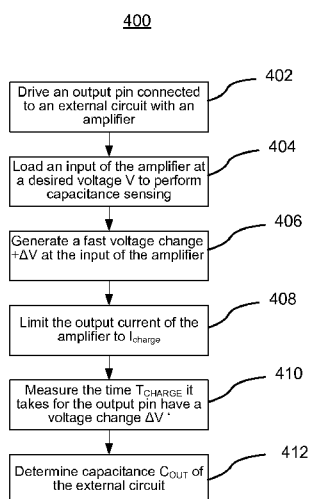 400
402
Drive an output pin connected
to an external circuit with an
amplifier
404
Load an input of the amplifier at
a desired voltage V to perform
capacitance sensing
406
Generate a fast voltage change
+ΔV at the input of the amplifier
408
Limit the output current of the
amplifier to Icharge
410
Measure the time TCHARGE it
takes for the output pin have a
voltage change ΔV '
412
Determine capacitance COUT of
the external circuit